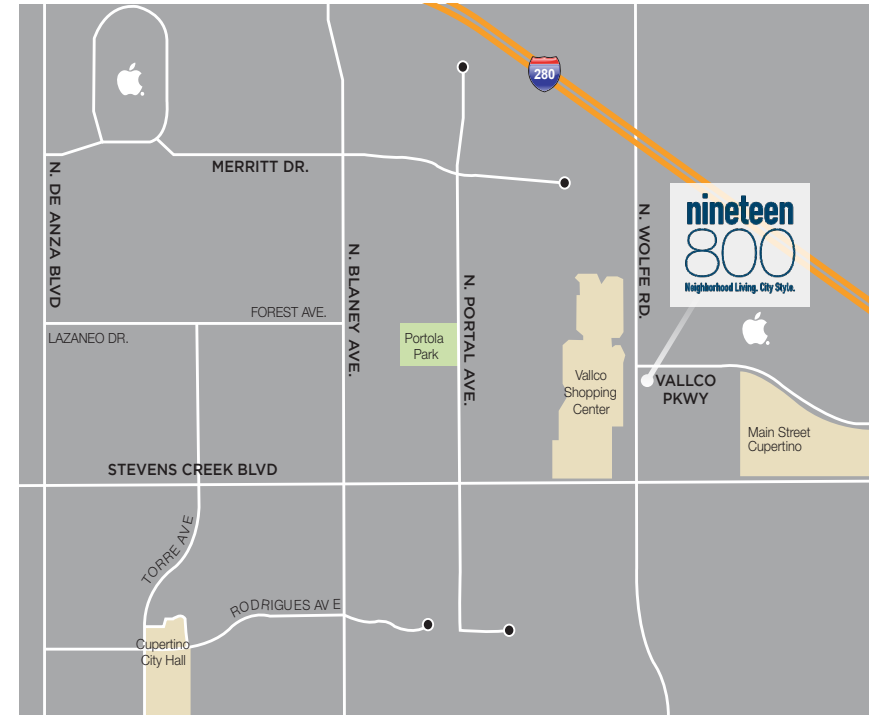 280
MERRITT DR.
N. DE ANZA BLVD
nineteen
800
Neighborhood Living. City Style.
N. WOLFE RD.
N. BLANEY AVE.
N. PORTAL AVE.
FOREST AVE.
LAZANEO DR.
Portola
Park
Vallco
Shopping
Center
VALLCO
PKWY
Main Street
Cupertino
STEVENS CREEK BLVD
TORRE AVE
RODRIGUES AVE
Cupertino
City Hall